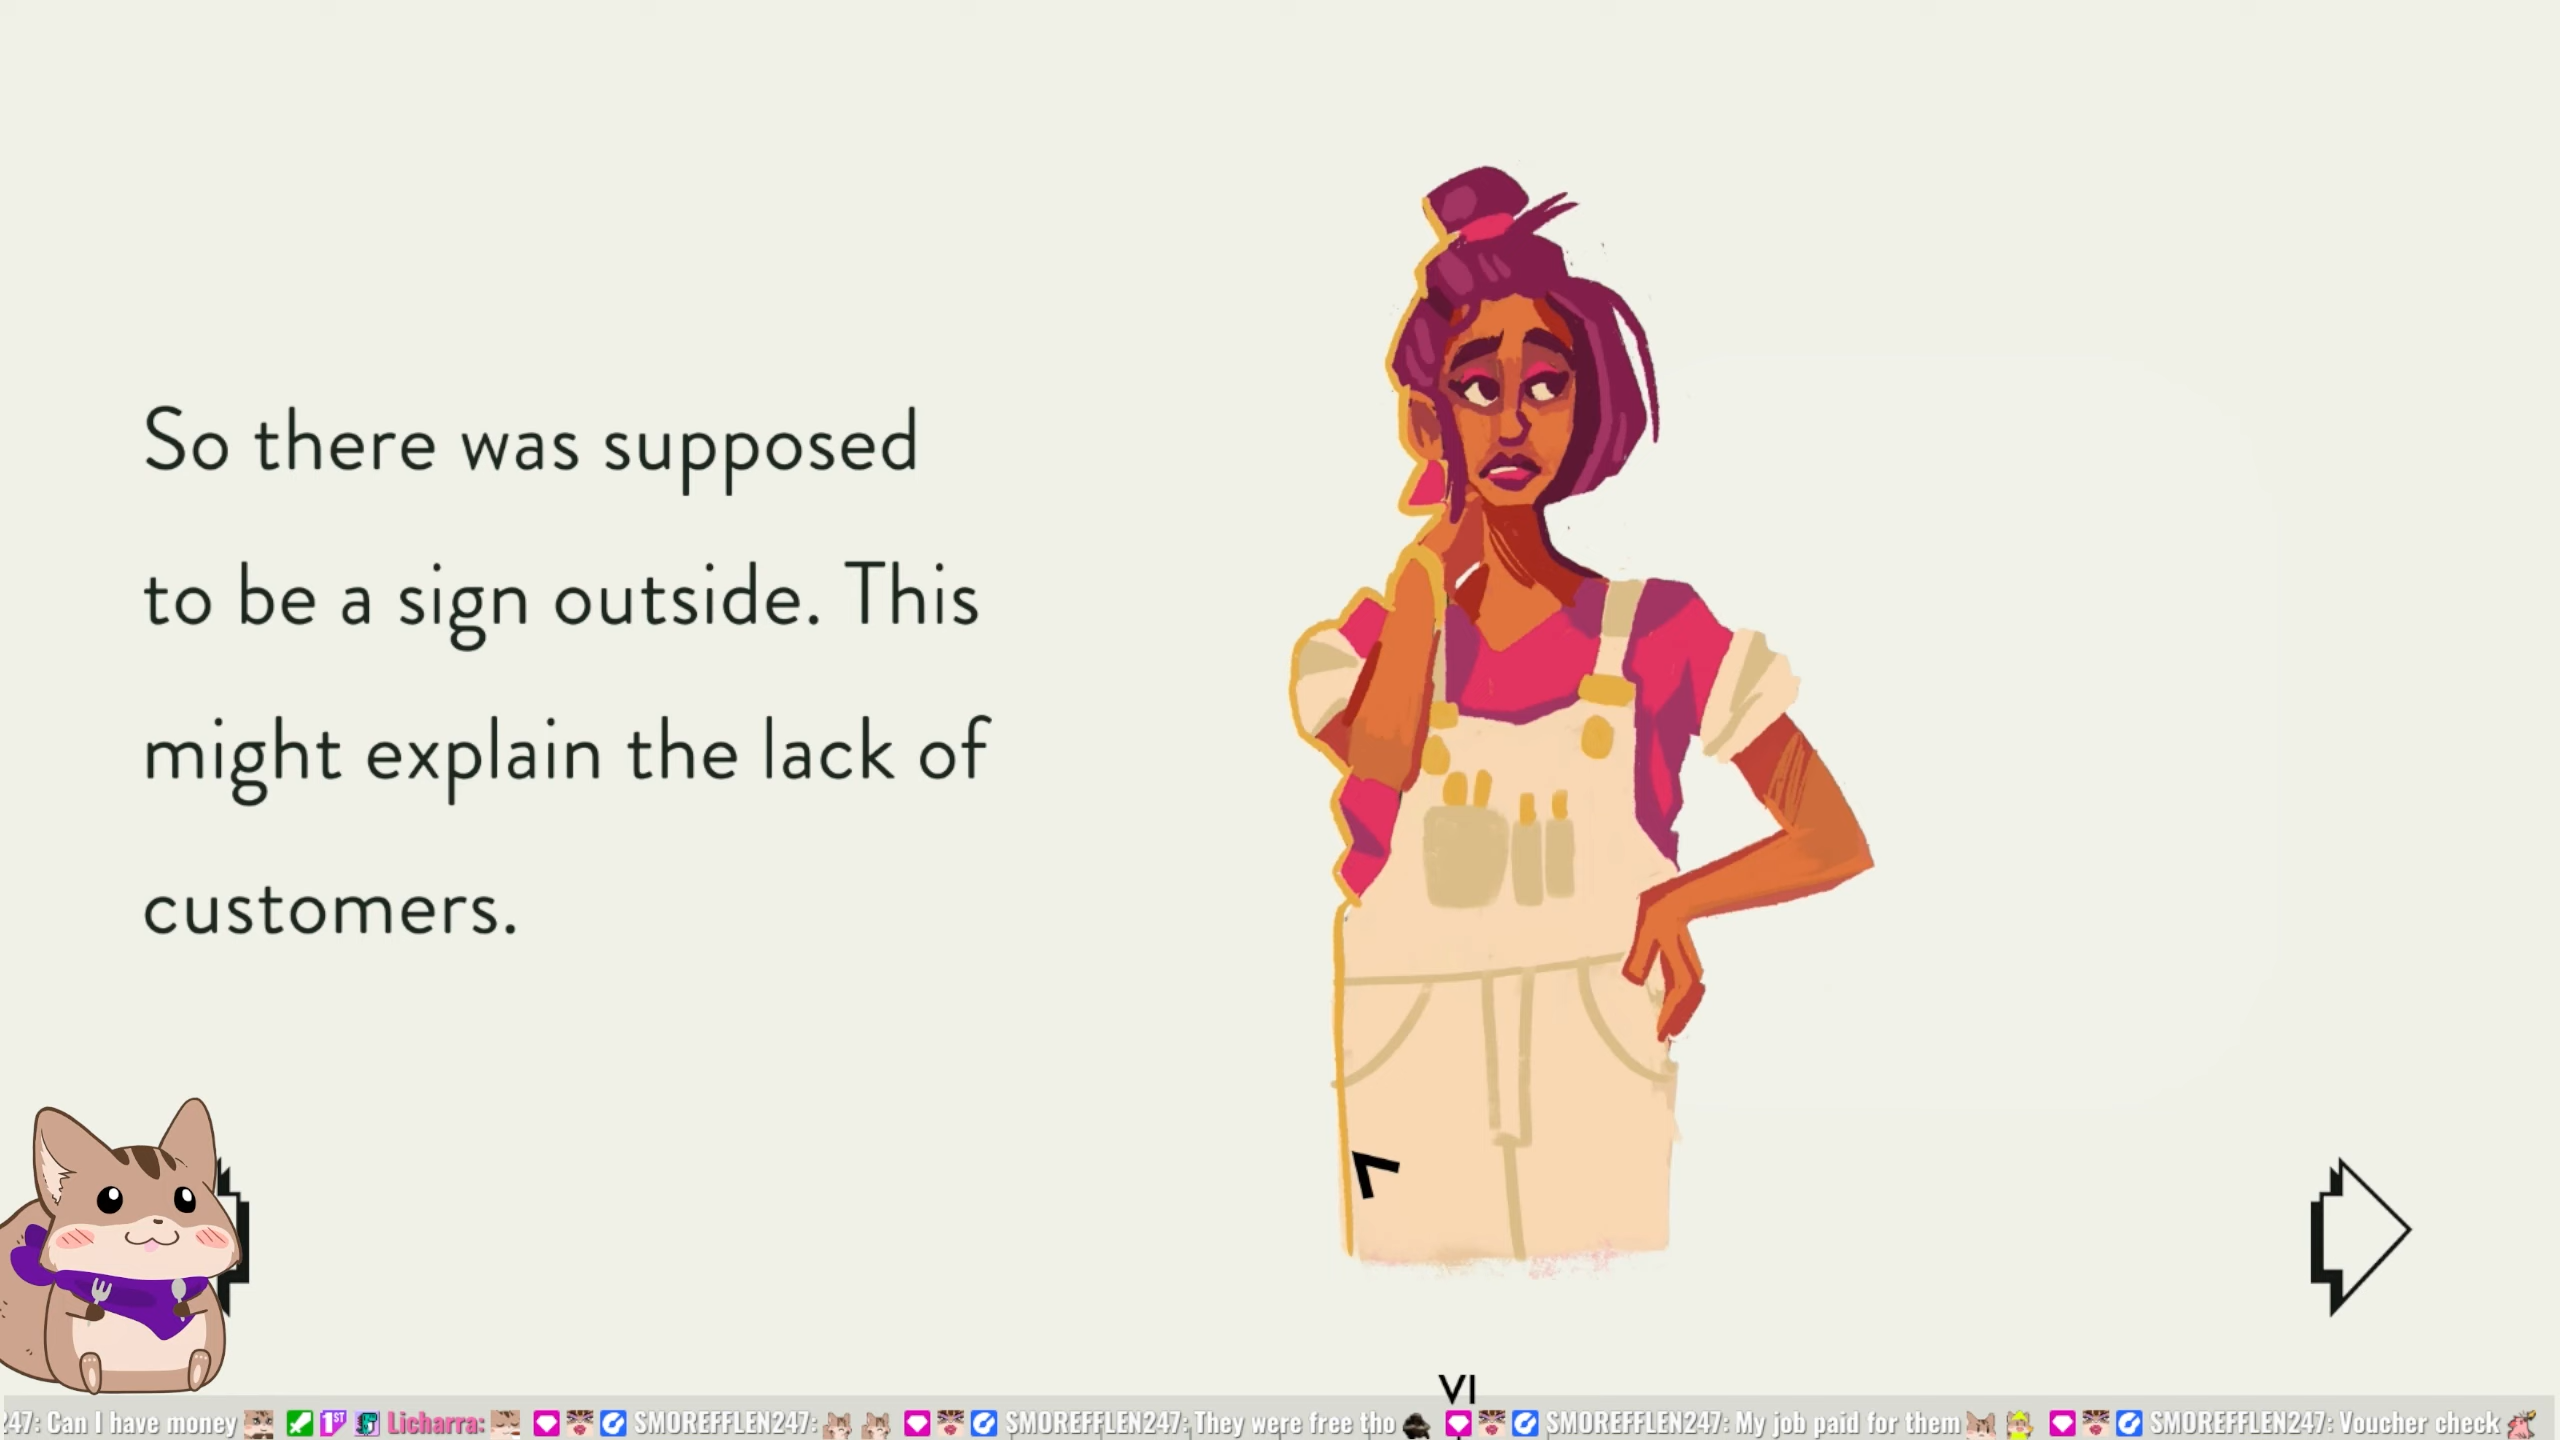 So there was supposed
to be a sign outside. This
might explain the lack of
customers.
VI
247: Can I have money 1ST Licharra: SMOREFFLEN247: SMOREFFLEN247: They were free tho SMOREFFLEN247: My job paid for them SMOREFFLEN247: Voucher check